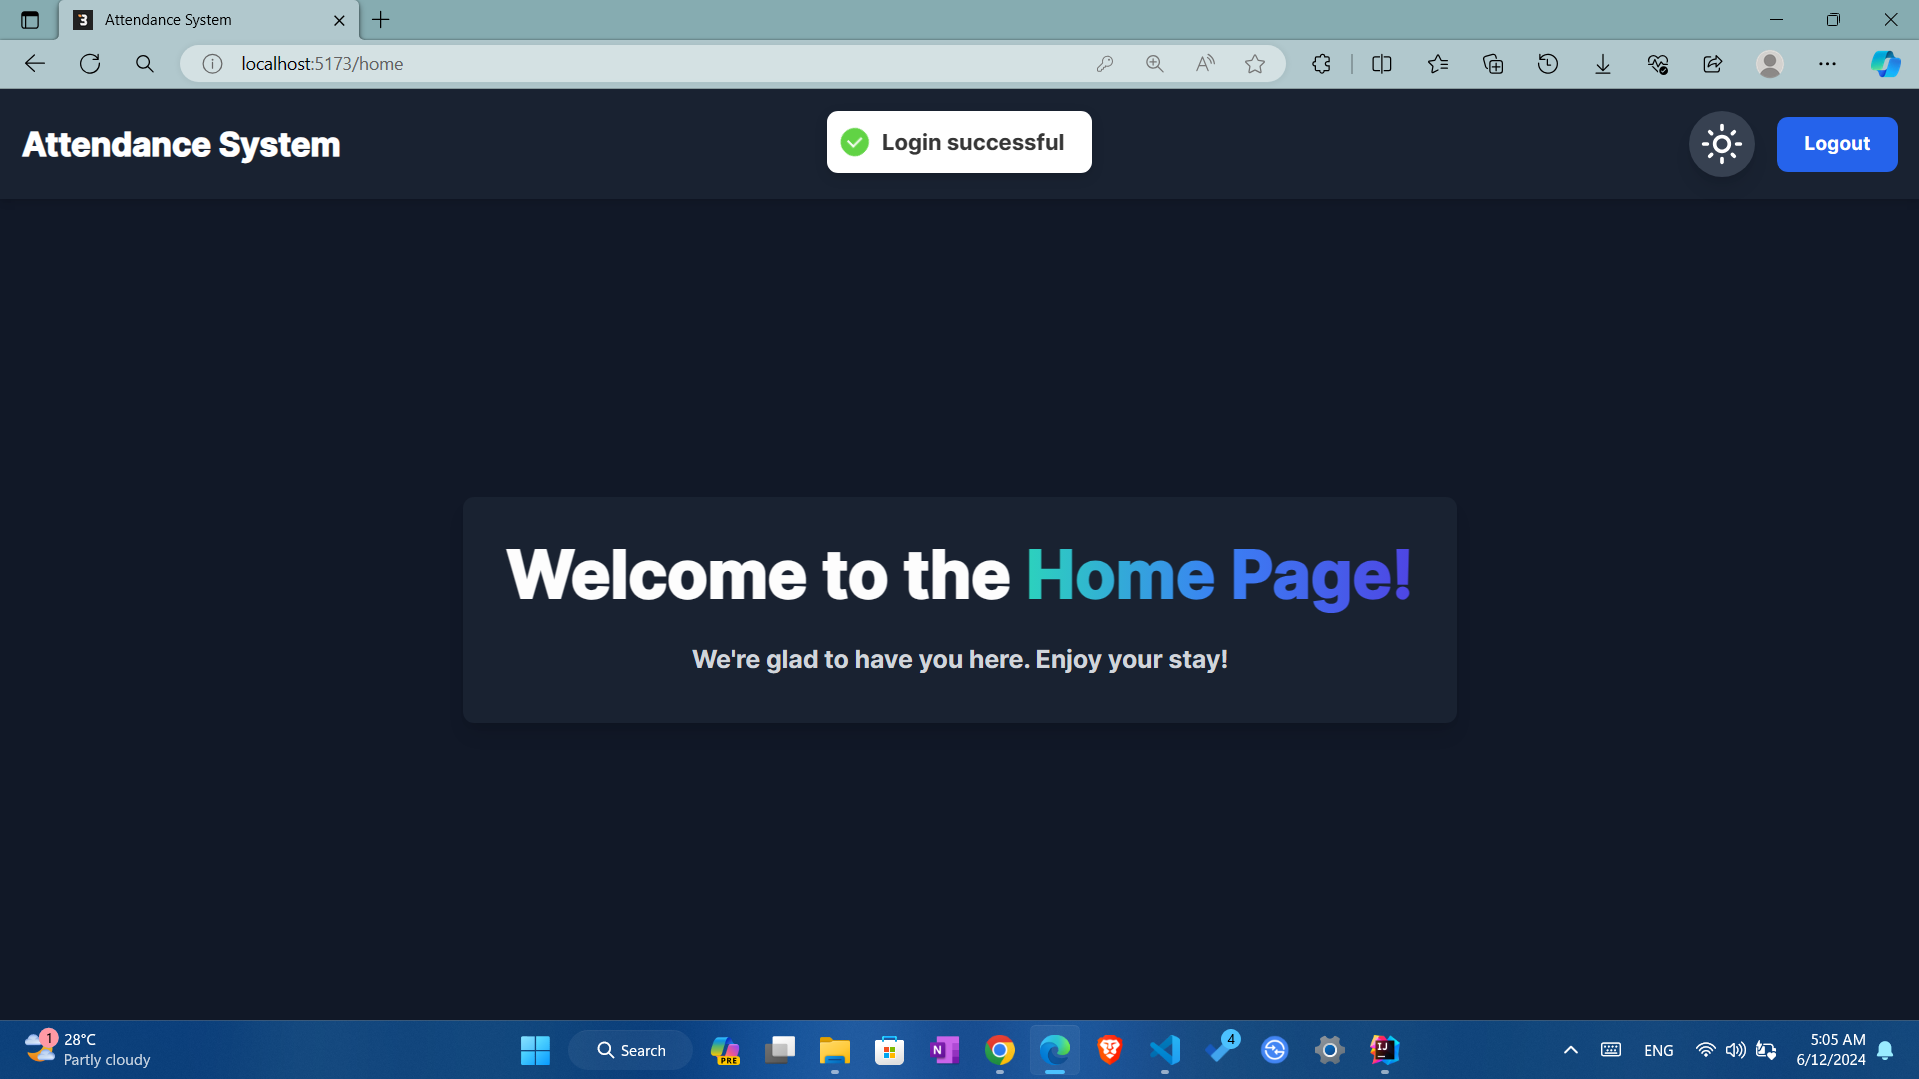 Attendance System
localhost:5173/home
Attendance System
Login successful
Logout
Welcome to the Home Page!
We're glad to have you here. Enjoy your stay!
1
28°C
Partly cloudy
Search
PRE
N
4
IJ
ENG
5:05 AM
6/12/2024